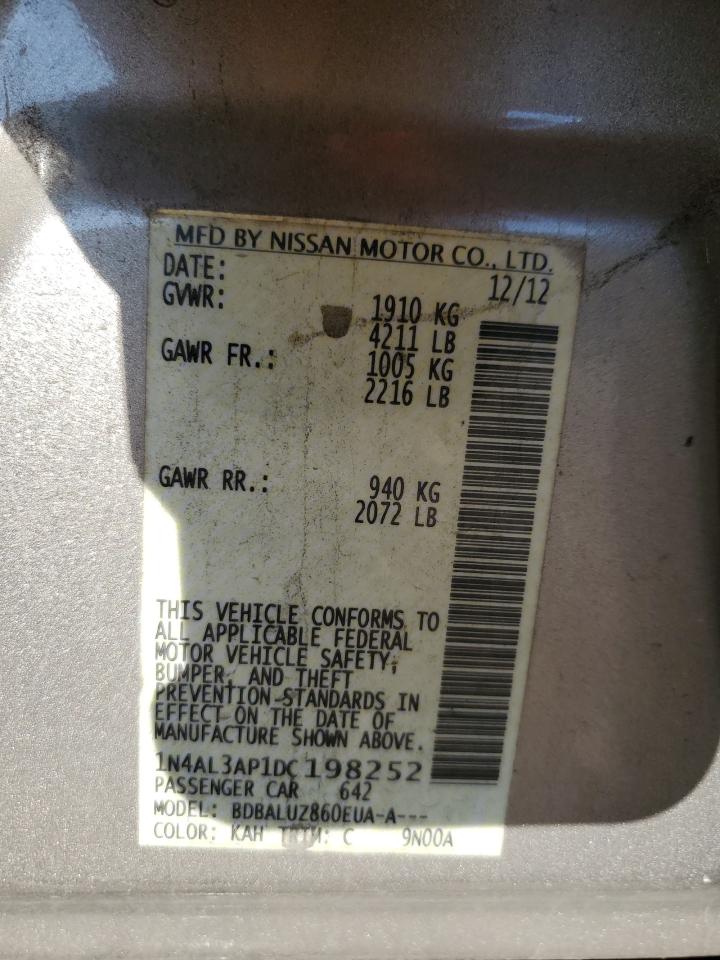 MFD BY NISSAN MOTOR CO., LTD.
DATE: 12/12
GVWR: 1910 KG
4211 LB
GAWR FR.: 1005 KG
2216 LB
GAWR RR.: 940 KG
2072 LB
THIS VEHICLE CONFORMS TO
ALL APPLICABLE FEDERAL
MOTOR VEHICLE SAFETY,
BUMPER, AND THEFT
PREVENTION STANDARDS IN
EFFECT ON THE DATE OF
MANUFACTURE SHOWN ABOVE.
1N4AL3AP1DC198252
PASSENGER CAR 642
MODEL: BDBALUZ860EUA-A---
COLOR: KAH TRIM: C 9N00A